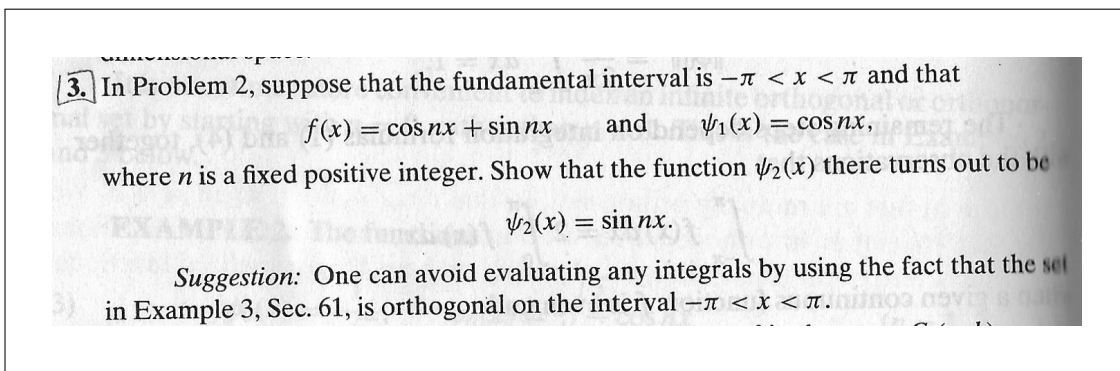 3. In Problem 2, suppose that the fundamental interval is −π < x < π and that
f(x) = cos nx + sin nx and ψ₁(x) = cos nx,
where n is a fixed positive integer. Show that the function ψ₂(x) there turns out to be
ψ₂(x) = sin nx.
Suggestion: One can avoid evaluating any integrals by using the fact that the set
in Example 3, Sec. 61, is orthogonal on the interval −π < x < π.